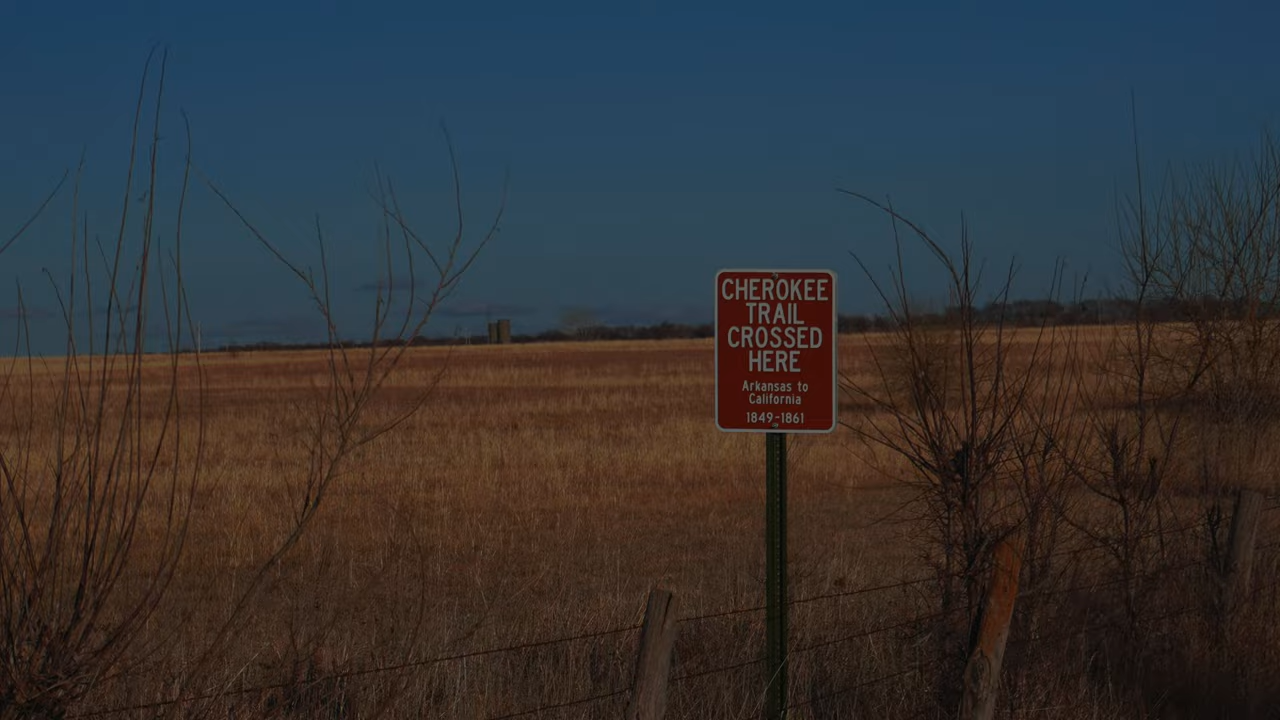 CHEROKEE
TRAIL
CROSSED
HERE
Arkansas to
California
1849-1861